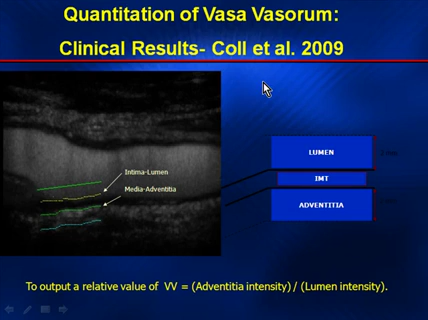 Quantitation of Vasa Vasorum:
Clinical Results- Coll et al. 2009
Intima-Lumen
Media-Adventitia
LUMEN
IMT
ADVENTITIA
To output a relative value of VV = (Adventitia intensity) / (Lumen intensity).